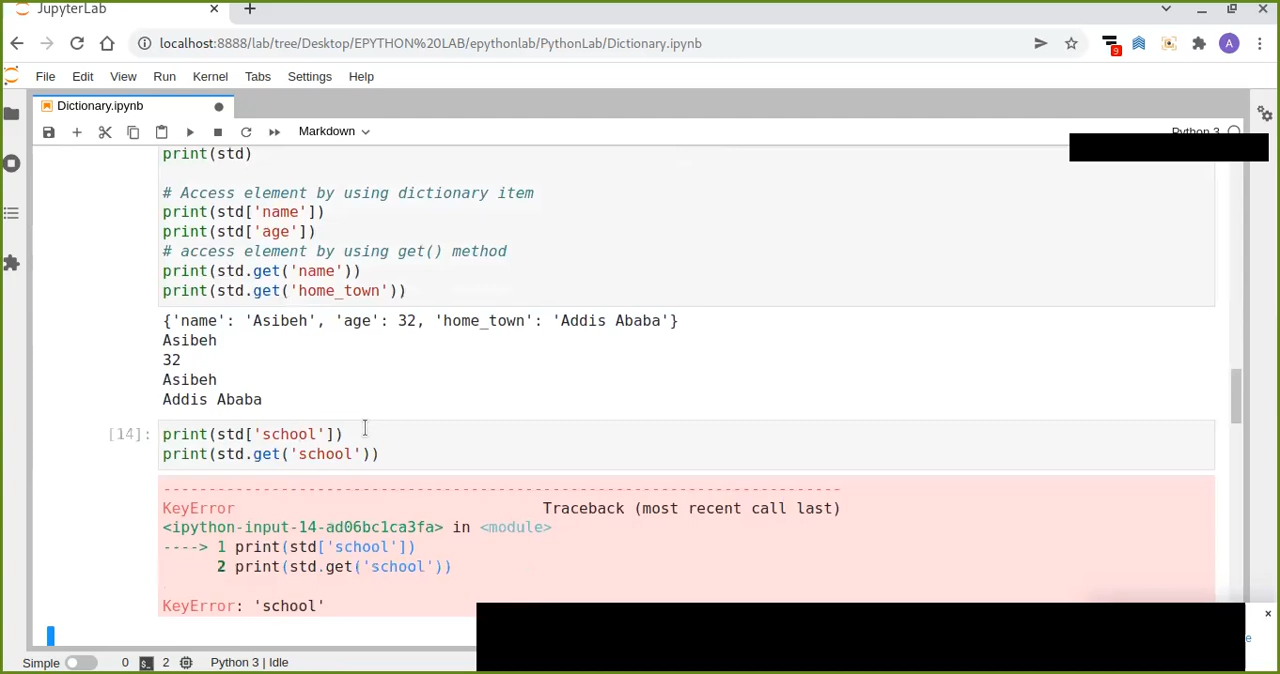 JupyterLab
localhost:8888/lab/tree/Desktop/EPYTHON%20LAB/epythonlab/PythonLab/Dictionary.ipynb
9
A
File Edit View Run Kernel Tabs Settings Help
Dictionary.ipynb
Markdown
Python 3
print(std)
# Access element by using dictionary item
print(std['name'])
print(std['age'])
# access element by using get() method
print(std.get('name'))
print(std.get('home_town'))
{'name': 'Asibeh', 'age': 32, 'home_town': 'Addis Ababa'}
Asibeh
32
Asibeh
Addis Ababa
[14]: print(std['school'])
print(std.get('school'))
---------------------------------------------------------------------------
KeyError Traceback (most recent call last)
<ipython-input-14-ad06bc1ca3fa> in <module>
----> 1 print(std['school'])
2 print(std.get('school'))
KeyError: 'school'
Simple 0 2 Python 3 | Idle